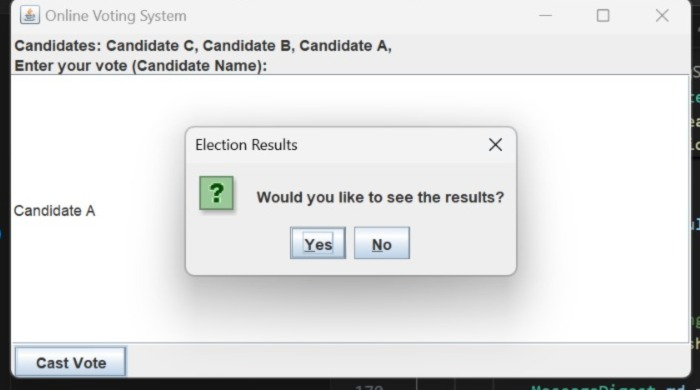 Online Voting System
Candidates: Candidate C, Candidate B, Candidate A,
Enter your vote (Candidate Name):
Election Results
?
Would you like to see the results?
Candidate A
Yes
No
Cast Vote